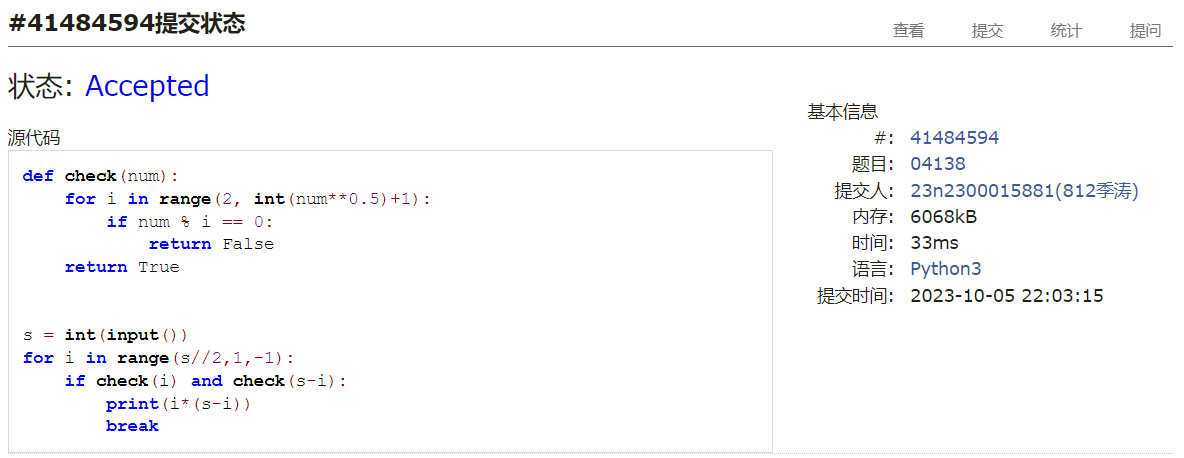 #41484594提交状态
查看 提交 统计 提问
状态: Accepted
源代码
def check(num):
    for i in range(2, int(num**0.5)+1):
        if num % i == 0:
            return False
    return True
s = int(input())
for i in range(s//2,1,-1):
    if check(i) and check(s-i):
        print(i*(s-i))
        break
基本信息
#: 41484594
题目: 04138
提交人: 23n2300015881(812季涛)
内存: 6068kB
时间: 33ms
语言: Python3
提交时间: 2023-10-05 22:03:15